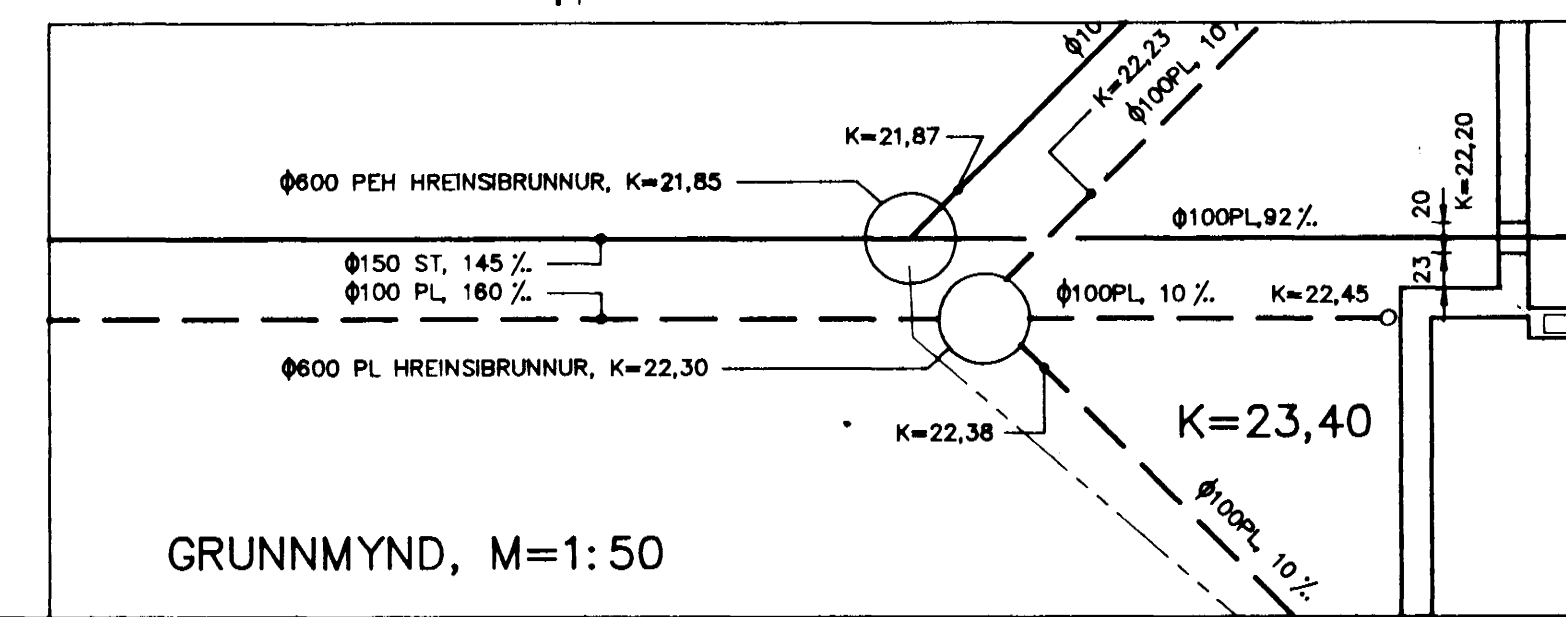 ϕ10
K=22,23
ϕ100PL, 10
K=21,87
ϕ600 PEH HREINSIBRUNNUR, K=21,85
K=22,20
20
ϕ100PL,92 ‰
23
ϕ150 ST, 145 ‰
ϕ100 PL, 160 ‰
ϕ100PL, 10 ‰
K=22,45
ϕ600 PL HREINSIBRUNNUR, K=22,30
K=22,38
K=23,40
ϕ100PL, 10 ‰
GRUNNMYND, M=1:50